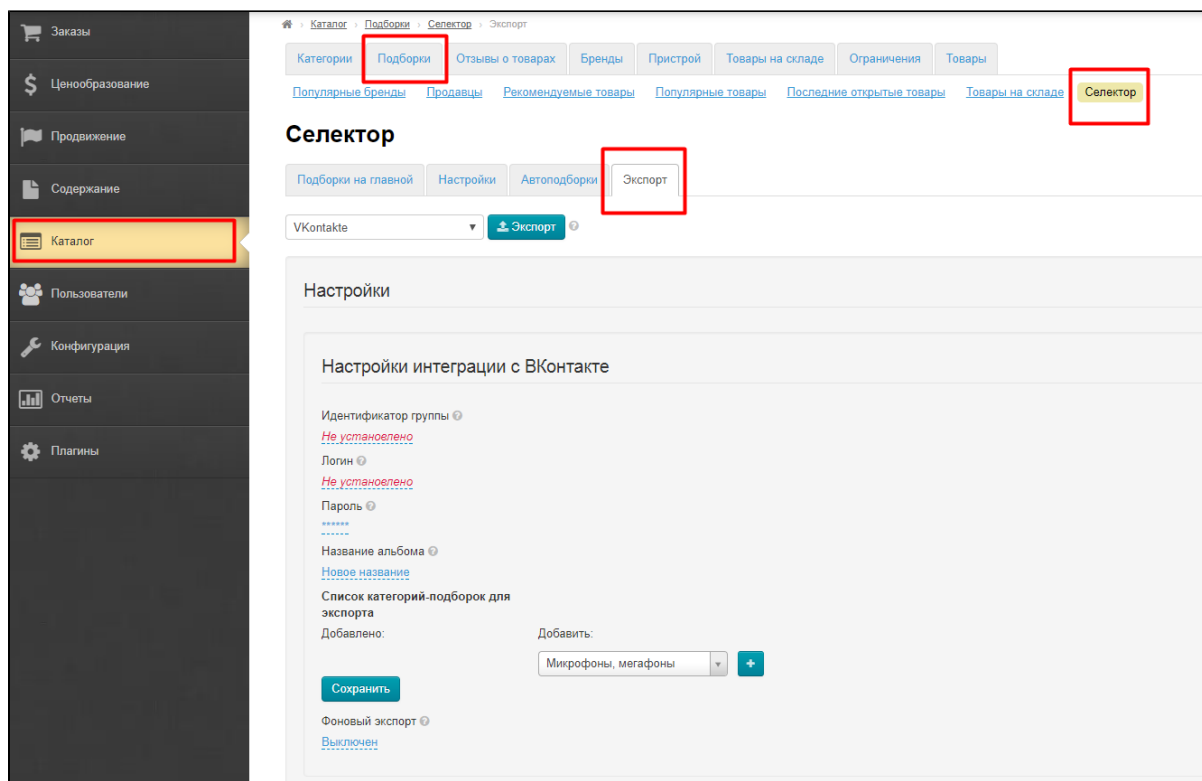 Заказы
Ценообразование
Продвижение
Содержание
Каталог
Пользователи
Конфигурация
Отчеты
Плагины
Каталог › Подборки › Селектор › Экспорт
Категории Подборки Отзывы о товарах Бренды Пристрой Товары на складе Ограничения Товары
Популярные бренды Продавцы Рекомендуемые товары Популярные товары Последние открытые товары Товары на складе Селектор
Селектор
Подборки на главной Настройки Автоподборки Экспорт
VKontakte Экспорт
Настройки
Настройки интеграции с ВКонтакте
Идентификатор группы
Не установлено
Логин
Не установлено
Пароль
******
Название альбома
Новое название
Список категорий-подборок для
экспорта
Добавлено: Добавить:
Микрофоны, мегафоны +
Сохранить
Фоновый экспорт
Выключен